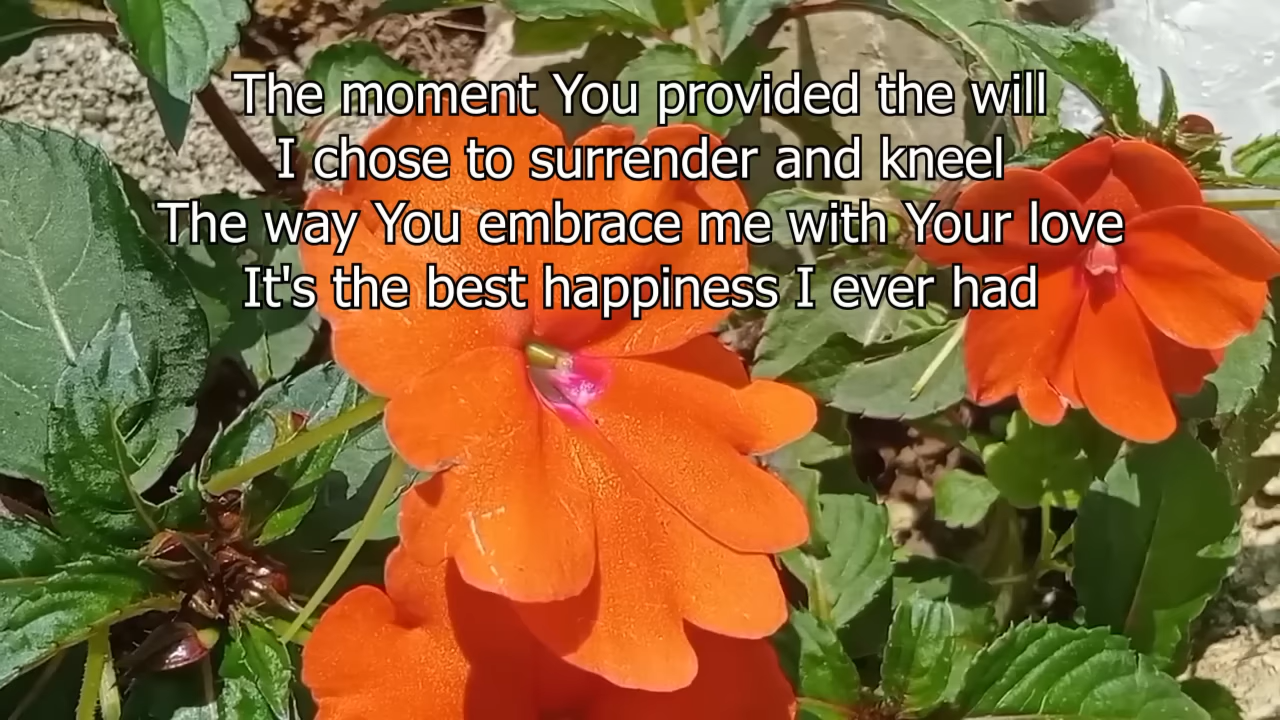 The moment You provided the will
I chose to surrender and kneel
The way You embrace me with Your love
It's the best happiness I ever had